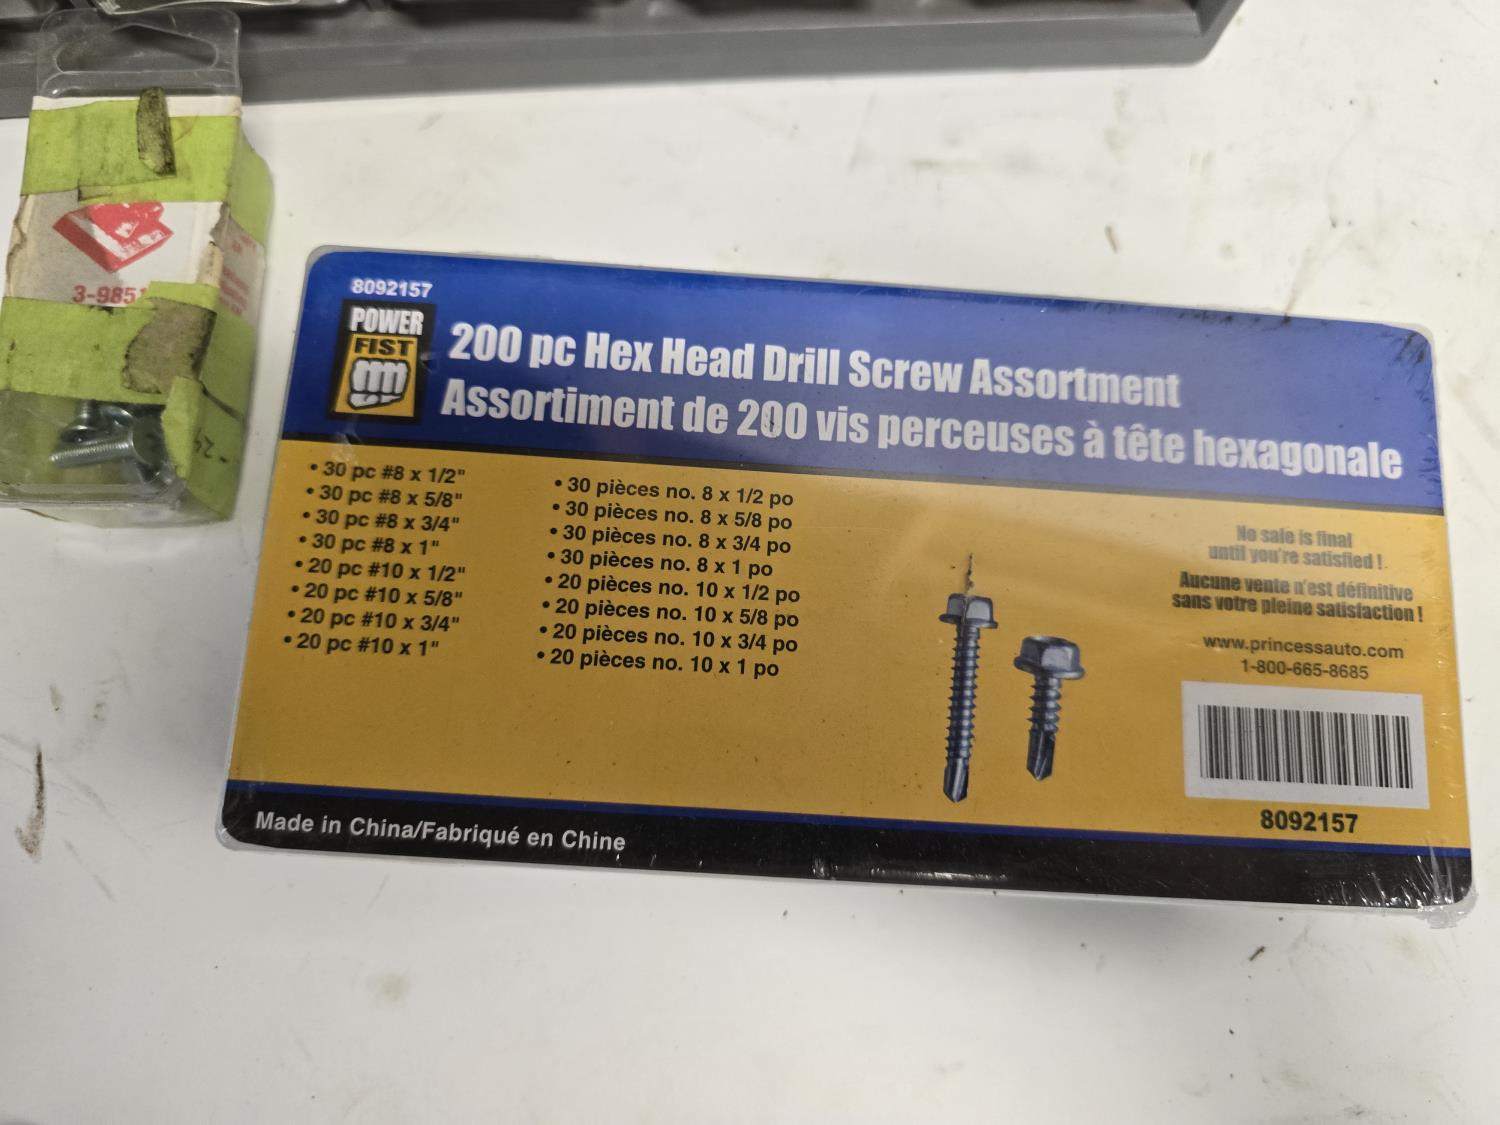 3-985
- 24
8092157
POWER
FIST
200 pc Hex Head Drill Screw Assortment
Assortiment de 200 vis perceuses à tête hexagonale
• 30 pc #8 x 1/2"
• 30 pc #8 x 5/8"
• 30 pc #8 x 3/4"
• 30 pc #8 x 1"
• 20 pc #10 x 1/2"
• 20 pc #10 x 5/8"
• 20 pc #10 x 3/4"
• 20 pc #10 x 1"
• 30 pièces no. 8 x 1/2 po
• 30 pièces no. 8 x 5/8 po
• 30 pièces no. 8 x 3/4 po
• 30 pièces no. 8 x 1 po
• 20 pièces no. 10 x 1/2 po
• 20 pièces no. 10 x 5/8 po
• 20 pièces no. 10 x 3/4 po
• 20 pièces no. 10 x 1 po
No sale is final
until you're satisfied !
Aucune vente n'est définitive
sans votre pleine satisfaction !
www.princessauto.com
1-800-665-8685
8092157
Made in China/Fabriqué en Chine